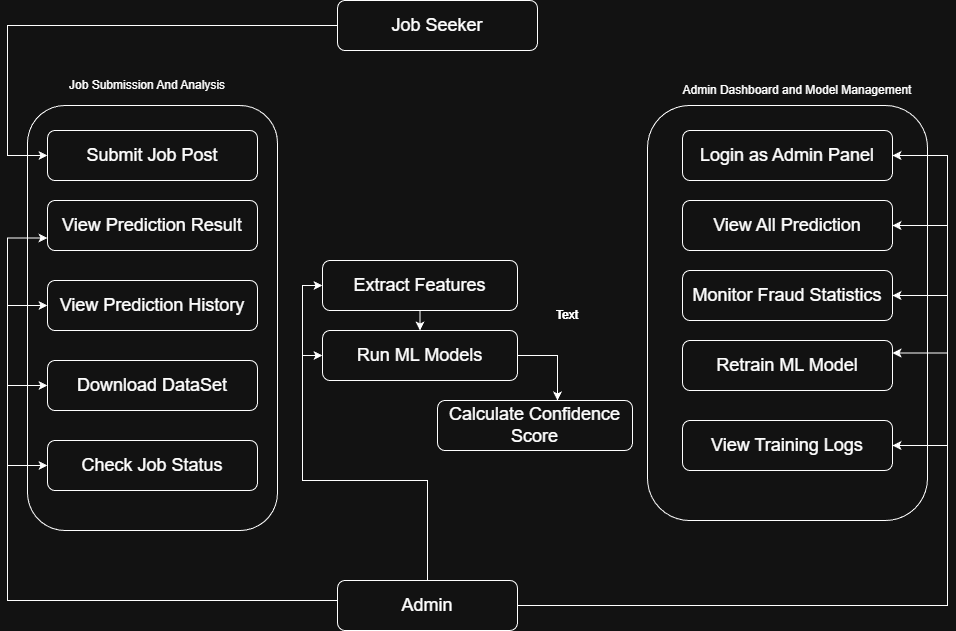 Job Seeker
Job Submission And Analysis
Submit Job Post
View Prediction Result
View Prediction History
Download DataSet
Check Job Status
Extract Features
Run ML Models
Text
Calculate Confidence
Score
Admin Dashboard and Model Management
Login as Admin Panel
View All Prediction
Monitor Fraud Statistics
Retrain ML Model
View Training Logs
Admin